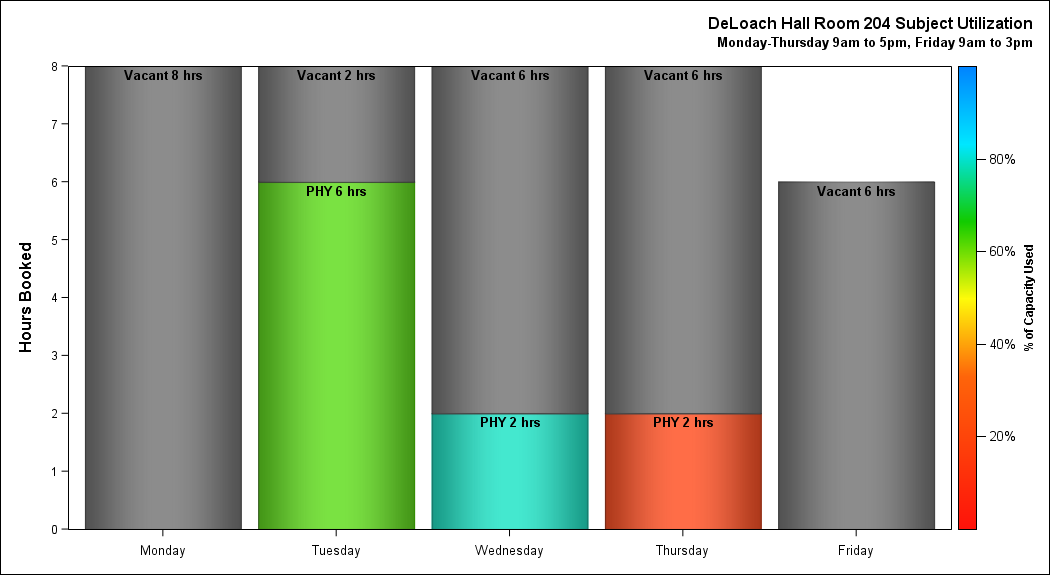 DeLoach Hall Room 204 Subject Utilization
Monday-Thursday 9am to 5pm, Friday 9am to 3pm
Hours Booked
8
7
6
5
4
3
2
1
0
Vacant 8 hrs
Vacant 2 hrs
Vacant 6 hrs
Vacant 6 hrs
PHY 6 hrs
Vacant 6 hrs
PHY 2 hrs
PHY 2 hrs
Monday
Tuesday
Wednesday
Thursday
Friday
80%
60%
40%
20%
% of Capacity Used